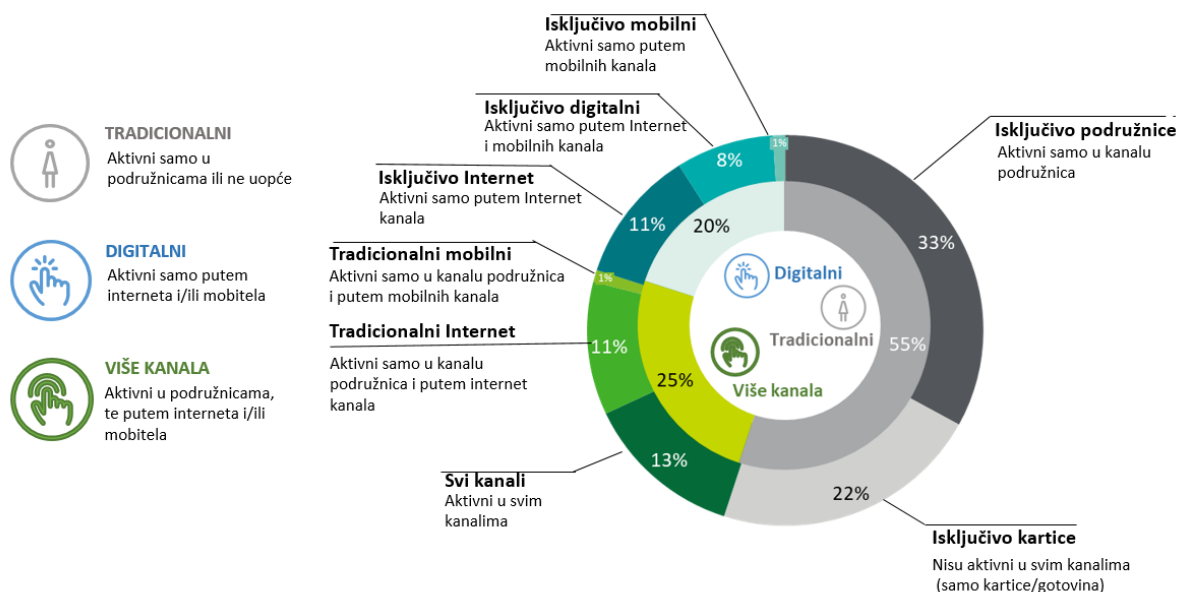 TRADICIONALNI
Aktivni samo u
podružnicama ili ne uopće
DIGITALNI
Aktivni samo putem
interneta i/ili mobitela
VIŠE KANALA
Aktivni u podružnicama,
te putem interneta i/ili
mobitela
Isključivo mobilni
Aktivni samo putem
mobilnih kanala
Isključivo digitalni
Aktivni samo putem Internet
i mobilnih kanala
Isključivo Internet
Aktivni samo putem Internet
kanala
Tradicionalni mobilni
Aktivni samo u kanalu podružnica
i putem mobilnih kanala
Tradicionalni Internet
Aktivni samo u kanalu
podružnica i putem internet
kanala
Svi kanali
Aktivni u svim
kanalima
Isključivo podružnice
Aktivni samo u kanalu
podružnica
Isključivo kartice
Nisu aktivni u svim kanalima
(samo kartice/gotovina)
1%
8%
11%
20%
33%
1%
11%
25%
55%
13%
22%
Digitalni
Tradicionalni
Više kanala